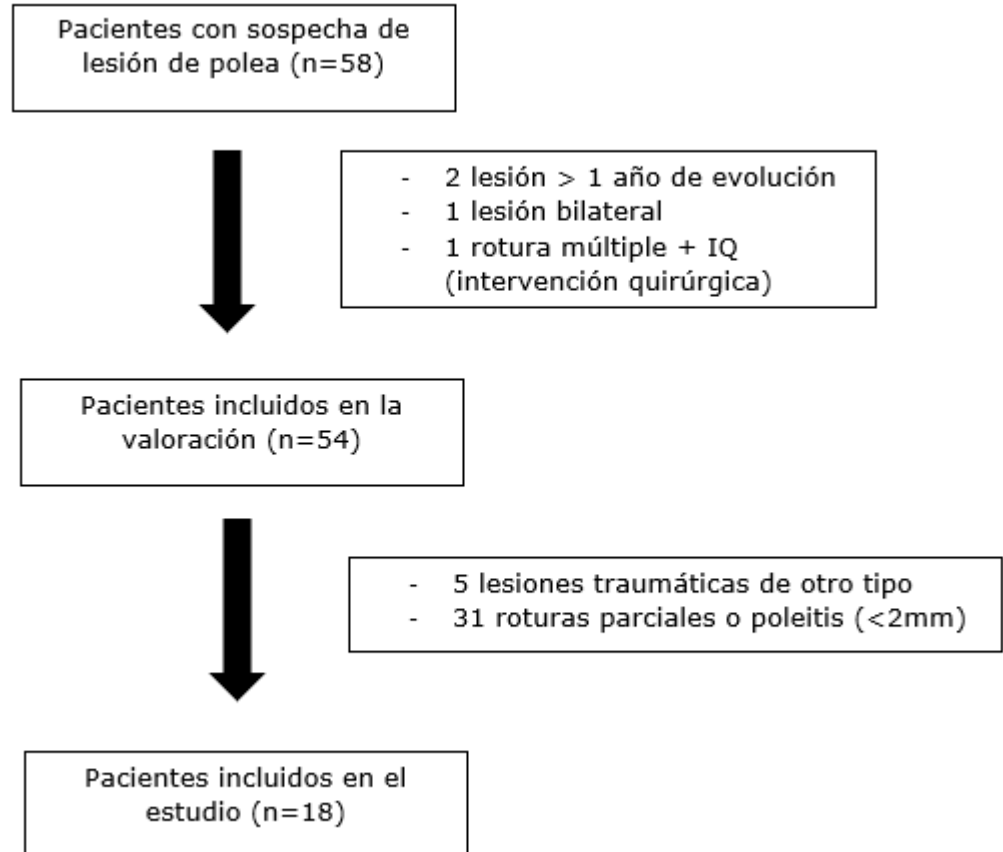 Pacientes con sospecha de
lesión de polea (n=58)
- 2 lesión > 1 año de evolución
- 1 lesión bilateral
- 1 rotura múltiple + IQ
(intervención quirúrgica)
Pacientes incluidos en la
valoración (n=54)
- 5 lesiones traumáticas de otro tipo
- 31 roturas parciales o poleitis (<2mm)
Pacientes incluidos en el
estudio (n=18)